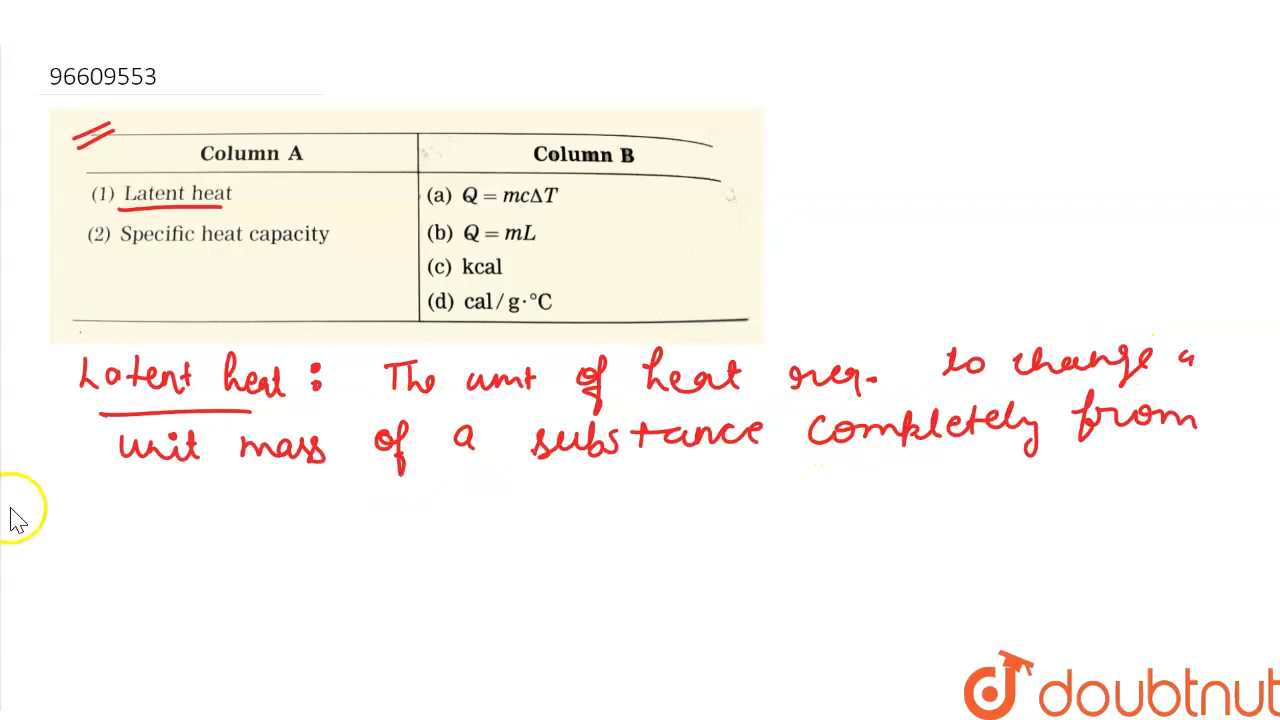 96609553
Column A Column B
(1) Latent heat (a) Q = mcΔT
(2) Specific heat capacity (b) Q = mL
(c) kcal
(d) cal/g·°C
Latent heat : The amt of heat req. to change a
unit mass of a substance completely from
doubtnut